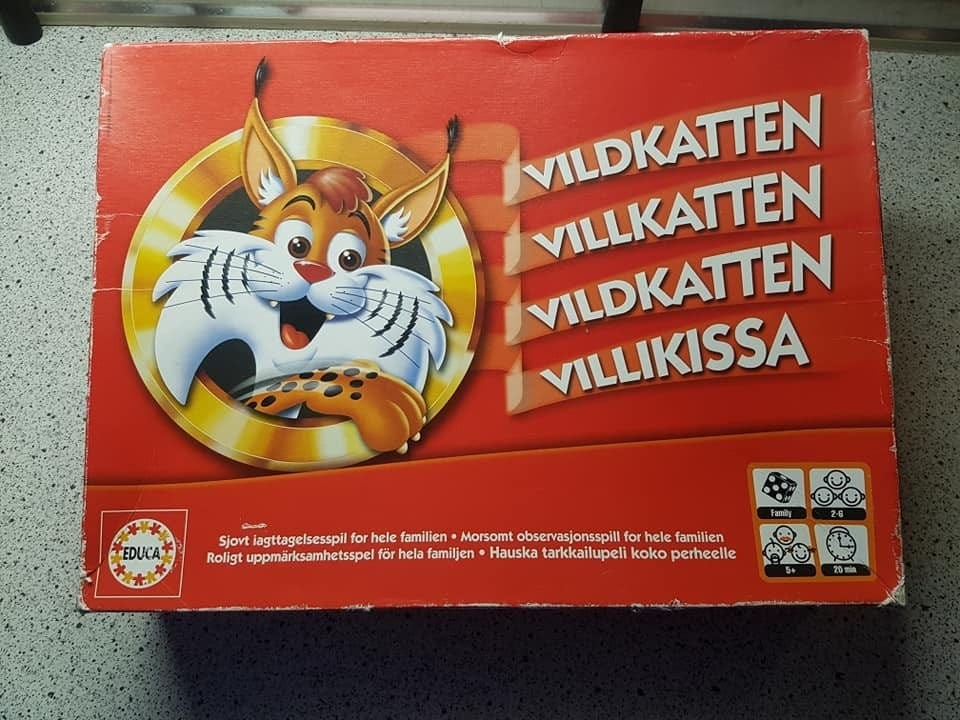 VILDKATTEN
VILLKATTEN
VILDKATTEN
VILLIKISSA
Sjovt iagttagelsesspil for hele familien • Morsomt observasjonsspill for hele familien
Roligt uppmärksamhetsspel för hela familjen • Hauska tarkkailupeli koko perheelle
EDUCA
Family
2-6
5+
20 min